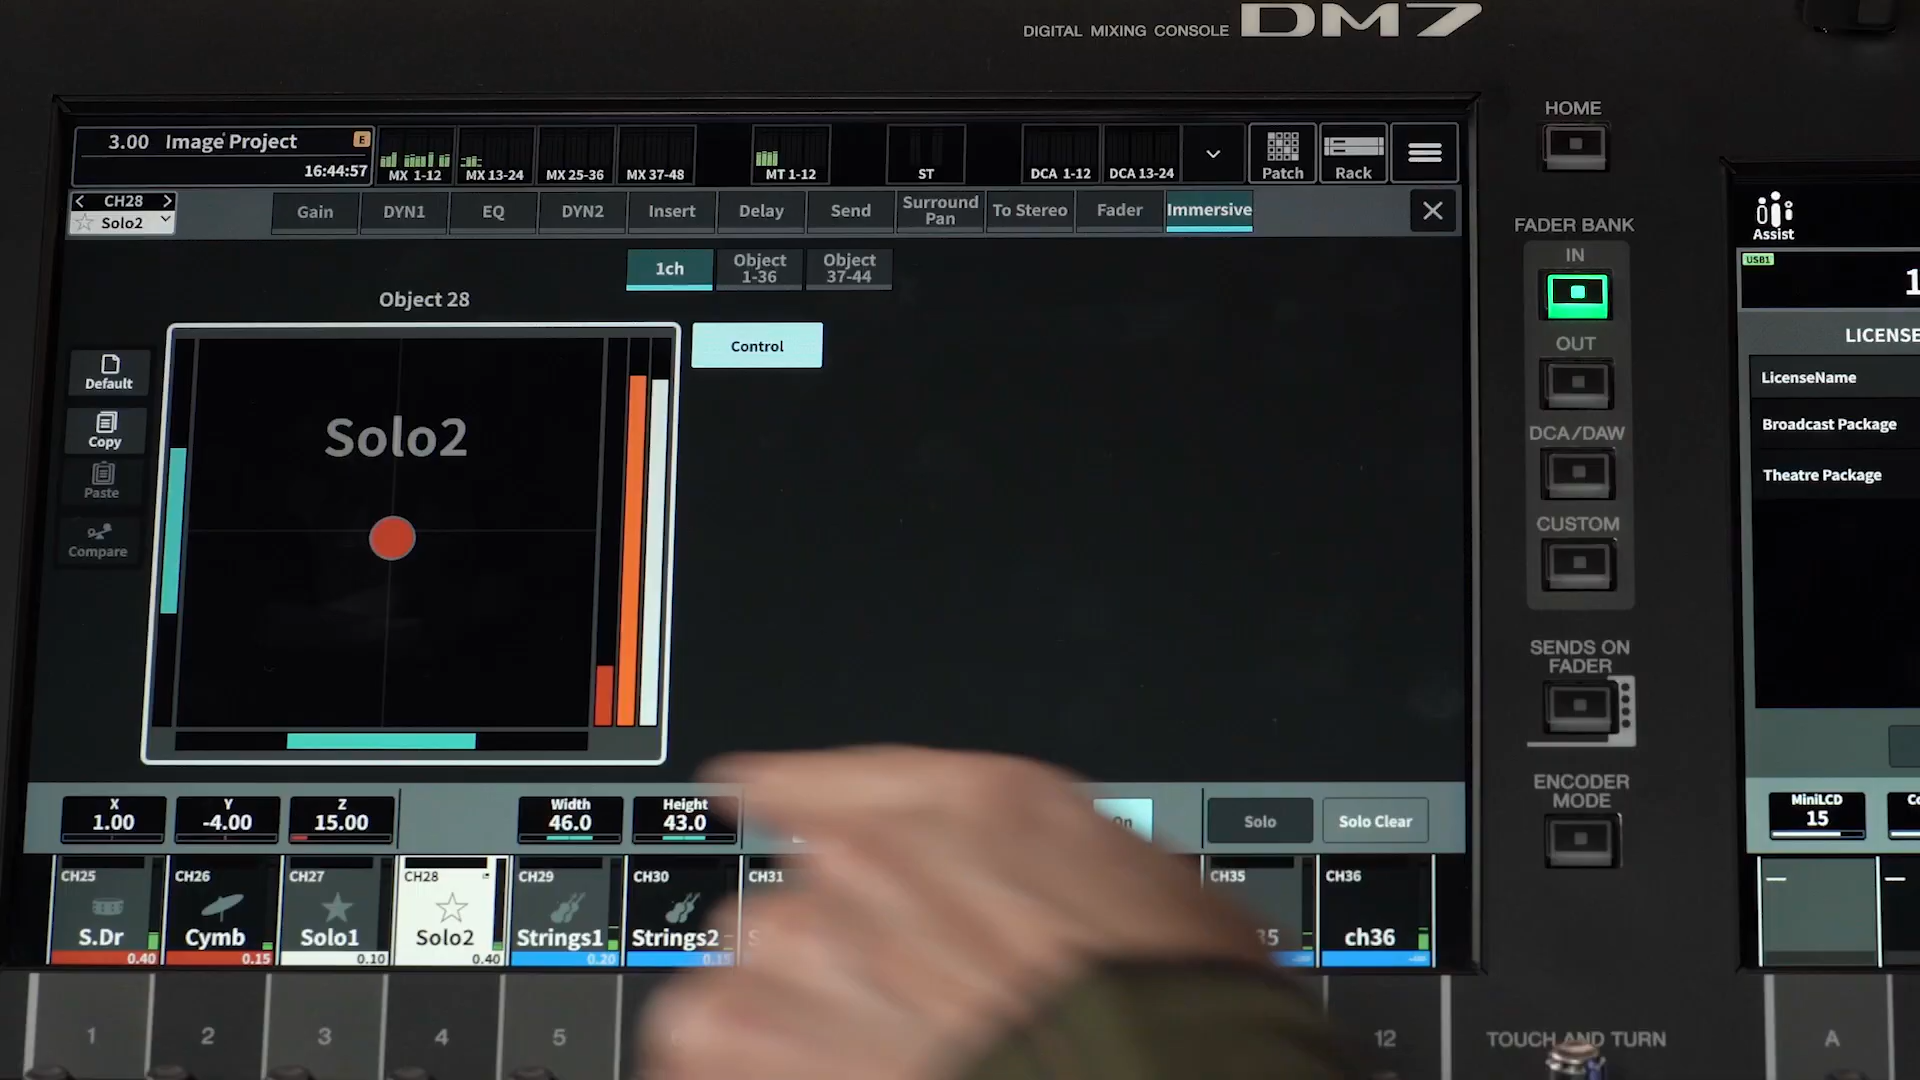 DIGITAL MIXING CONSOLE DM7
3.00 Image Project E
16:44:57
MX 1-12
MX 13-24
MX 25-36
MX 37-48
MT 1-12
ST
DCA 1-12
DCA 13-24
Patch
Rack
CH28
Solo2
Gain
DYN1
EQ
DYN2
Insert
Delay
Send
Surround
Pan
To Stereo
Fader
Immersive
1ch
Object
1-36
Object
37-44
Object 28
Control
Default
Copy
Paste
Compare
Solo2
X
1.00
Y
-4.00
Z
15.00
Width
46.0
Height
43.0
On
Solo
Solo Clear
CH25
S.Dr
0.40
CH26
Cymb
0.15
CH27
Solo1
0.10
CH28
Solo2
0.40
CH29
Strings1
0.20
CH30
Strings2
0.15
CH31
CH35
CH36
ch36
1
2
3
4
5
12
HOME
FADER BANK
IN
OUT
DCA/DAW
CUSTOM
SENDS ON
FADER
ENCODER
MODE
TOUCH AND TURN
Assist
USB1
LICENSE
LicenseName
Broadcast Package
Theatre Package
MiniLCD
15
A